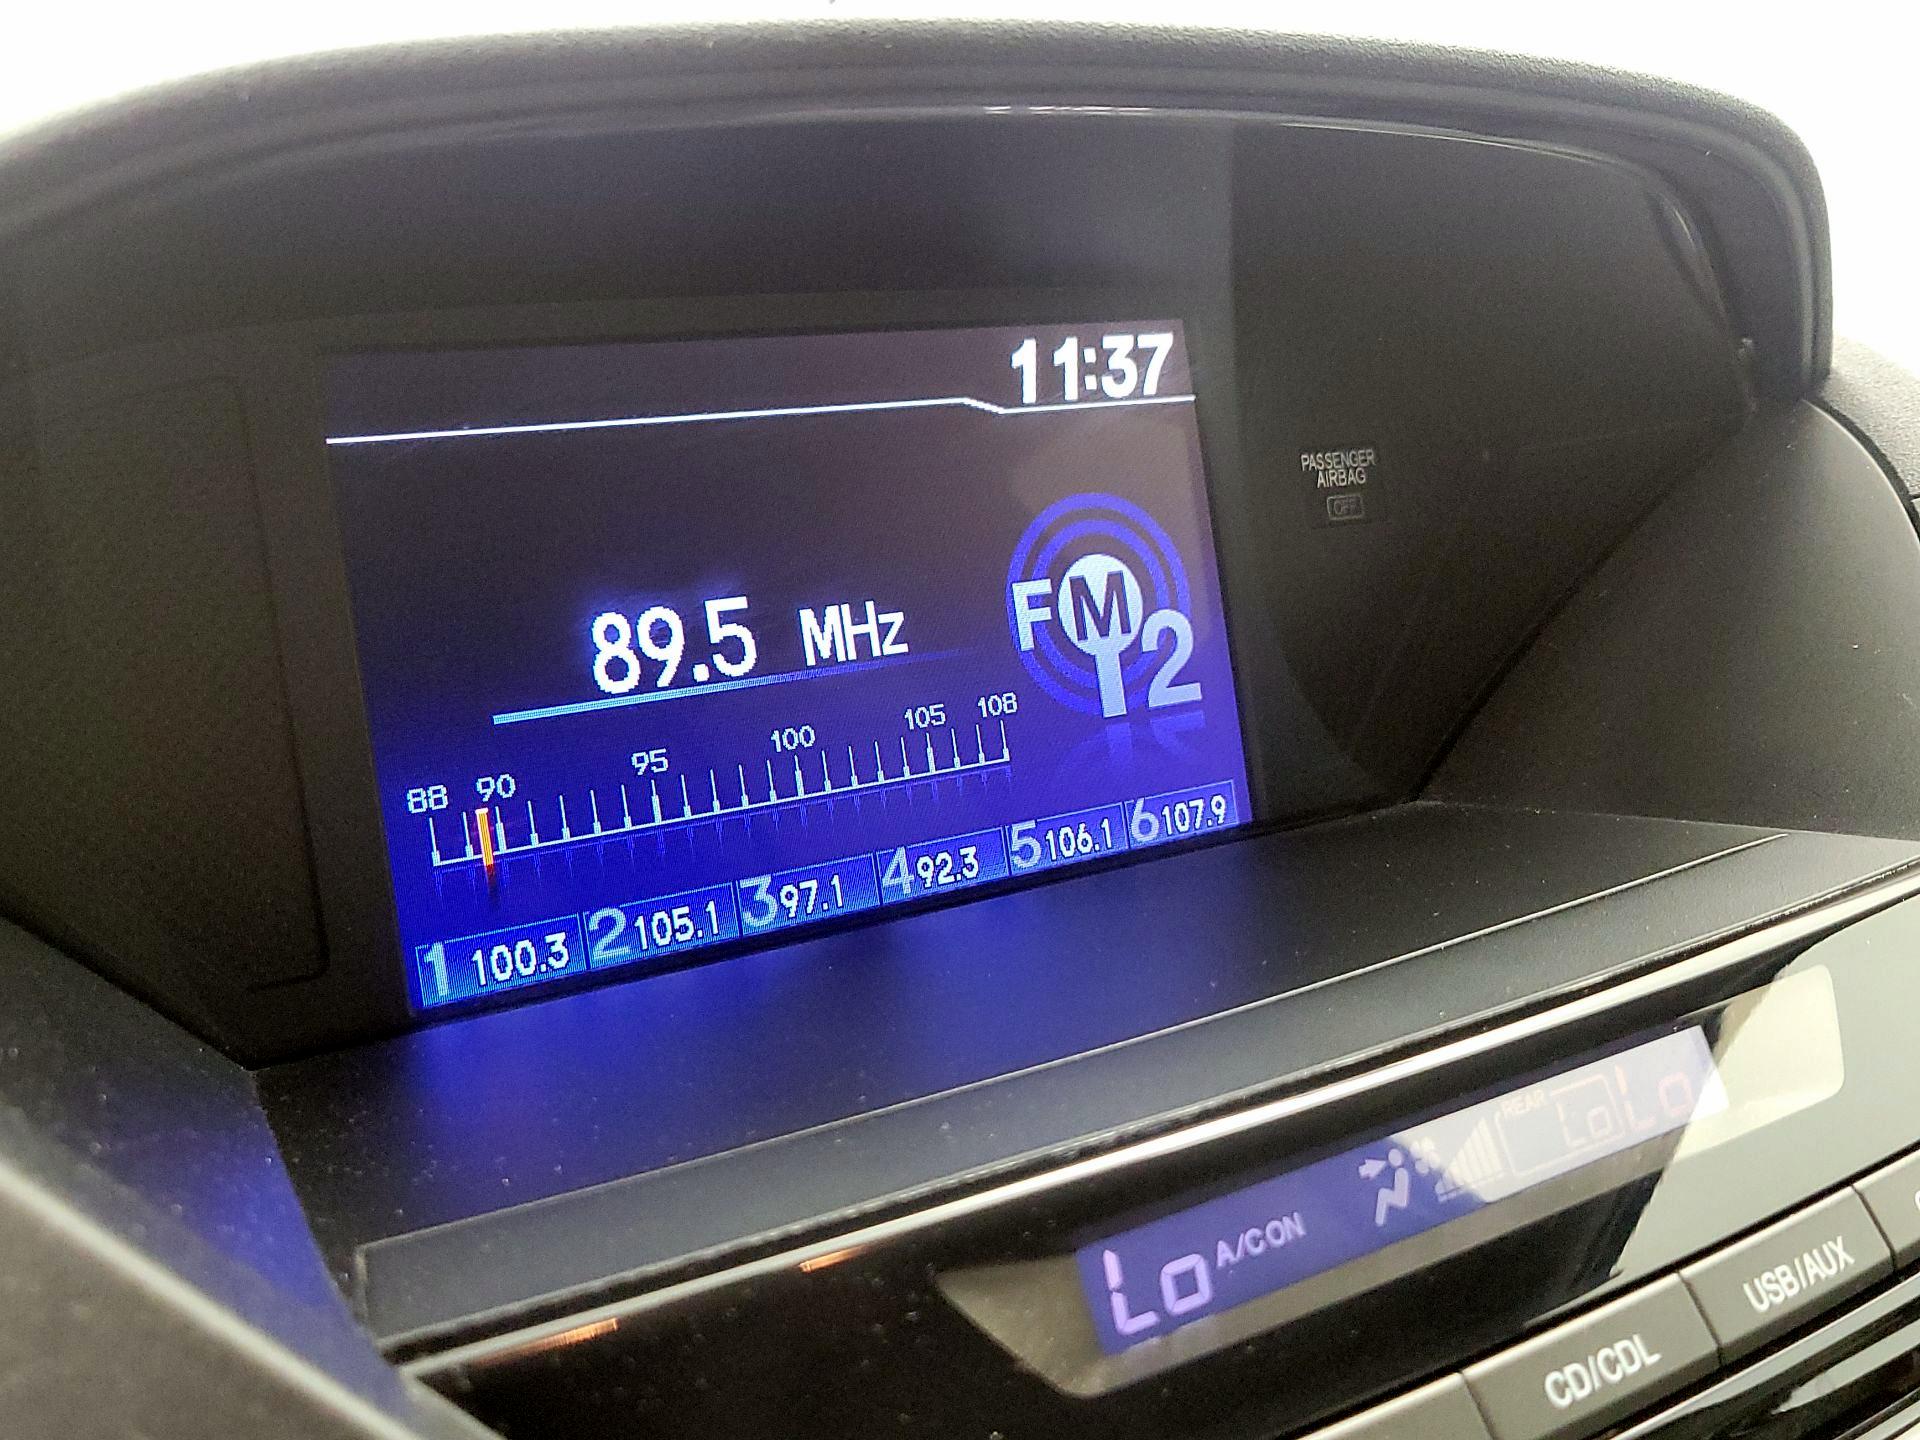 11:37
PASSENGER
AIRBAG
OFF
89.5 MHz
FM2
88 90 95 100 105 108
1 100.3 2 105.1 3 97.1 4 92.3 5 106.1 6 107.9
Lo A/CON REAR Lo Lo
CD/CDL USB/AUX